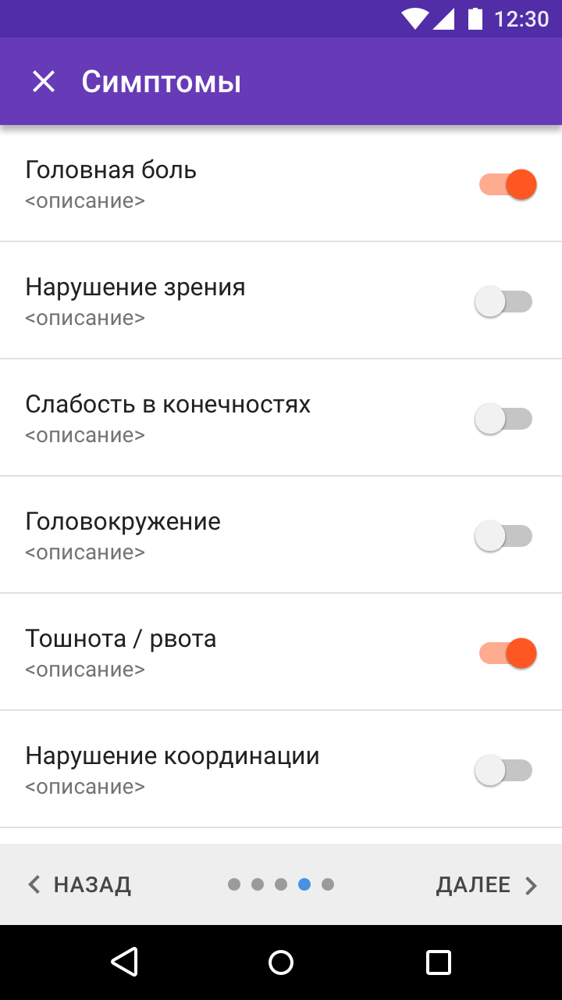 12:30
Симптомы
Головная боль
<описание>
Нарушение зрения
<описание>
Слабость в конечностях
<описание>
Головокружение
<описание>
Тошнота / рвота
<описание>
Нарушение координации
<описание>
НАЗАД ДАЛЕЕ